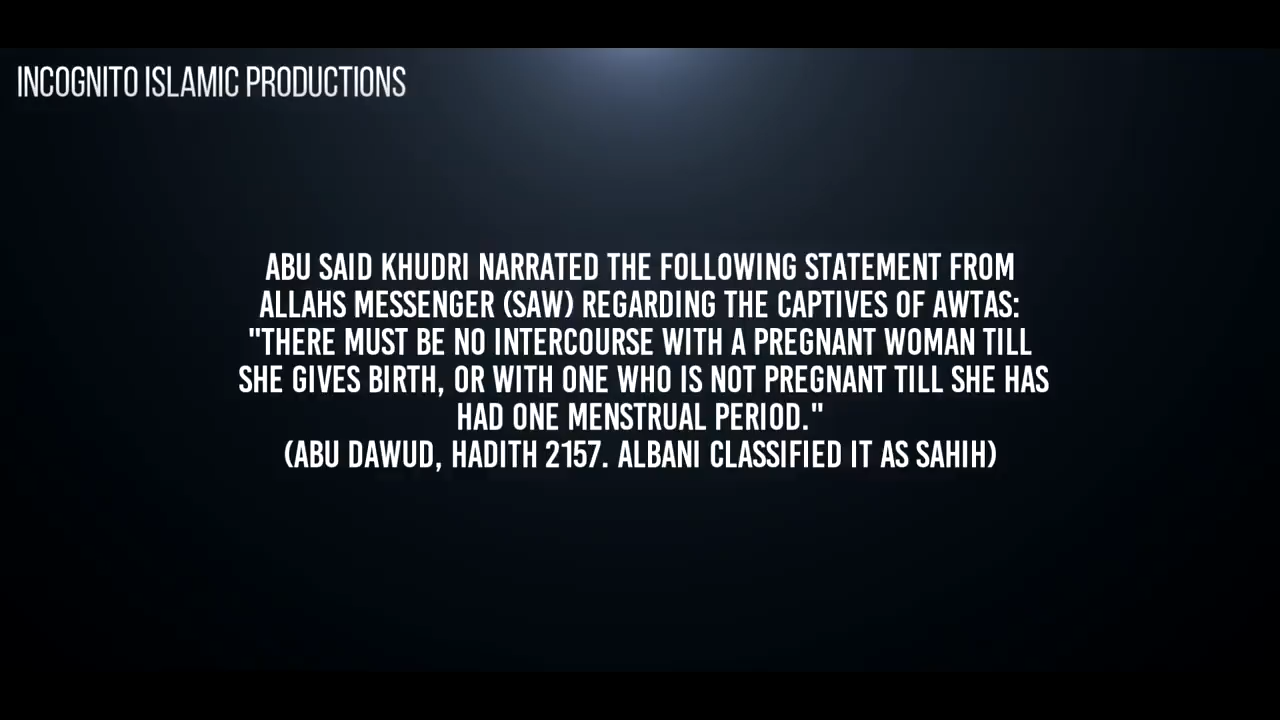 INCOGNITO ISLAMIC PRODUCTIONS
ABU SAID KHUDRI NARRATED THE FOLLOWING STATEMENT FROM
ALLAHS MESSENGER (SAW) REGARDING THE CAPTIVES OF AWTAS:
"THERE MUST BE NO INTERCOURSE WITH A PREGNANT WOMAN TILL
SHE GIVES BIRTH, OR WITH ONE WHO IS NOT PREGNANT TILL SHE HAS
HAD ONE MENSTRUAL PERIOD."
(ABU DAWUD, HADITH 2157. ALBANI CLASSIFIED IT AS SAHIH)